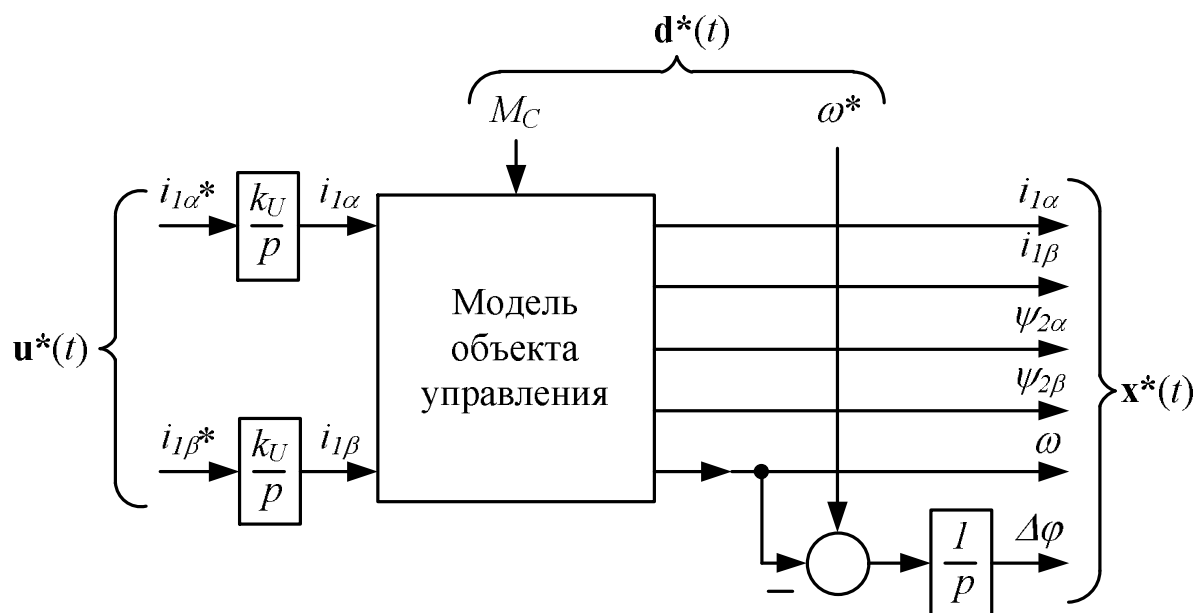 d*(t)
M_C
ω*
i_1α*
k_U
p
i_1α
i_1α
i_1β
Модель
объекта
управления
ψ_2α
u*(t)
ψ_2β
x*(t)
i_1β*
k_U
p
i_1β
ω
−
1
p
Δφ